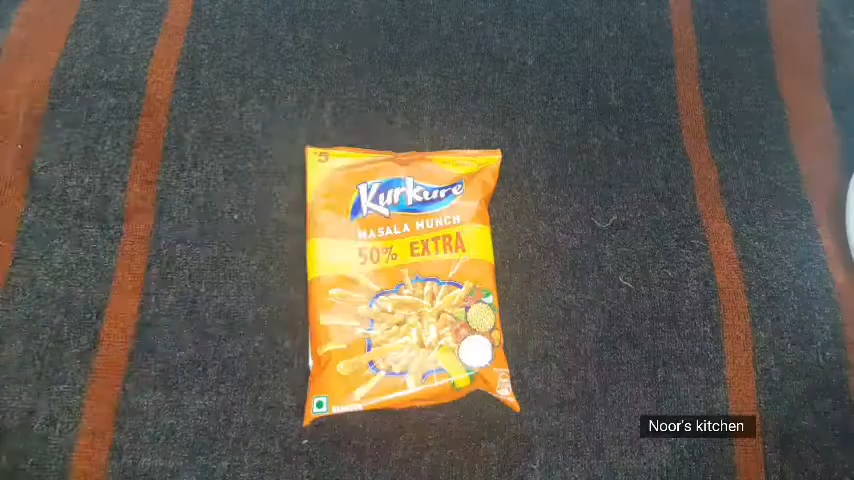 ₹5
Kurkure
MASALA MUNCH
50% EXTRA
Noor's kitchen